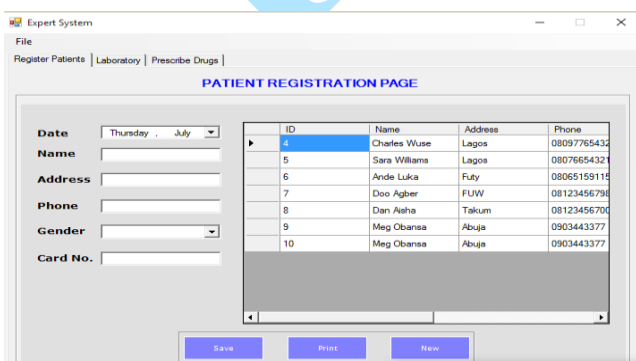 Expert System
File
Register Patients Laboratory Prescribe Drugs
PATIENT REGISTRATION PAGE
Date Thursday , July
Name
Address
Phone
Gender
Card No.
ID Name Address Phone
4 Charles Wuse Lagos 08097765432
5 Sara Williams Lagos 08076654321
6 Ande Luka Futy 08065159115
7 Doo Agber FUW 08123456798
8 Dan Aisha Takum 08123456700
9 Meg Obansa Abuja 0903443377
10 Meg Obansa Abuja 0903443377
Save Print New